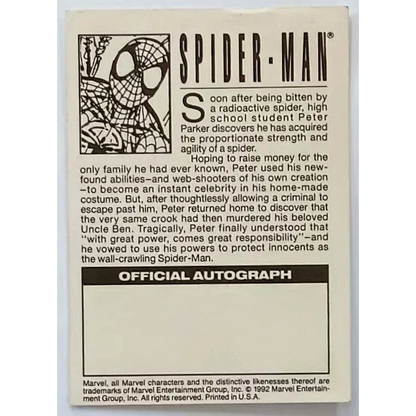 SPIDER-MAN®
Soon after being bitten
by a radioactive spider, high
school student Peter
Parker discovers he has acquired
the proportionate strength and
agility of a spider.
Hoping to raise money for the
only family he had ever known, Peter used his new-
found abilities–and web-shooters of his own creation
–to become an instant celebrity in his home-made
costume. But, after thoughtlessly allowing a criminal to
escape past him, Peter returned home to discover that
the very same crook had then murdered his beloved
Uncle Ben. Tragically, Peter finally understood that
"with great power, comes great responsibility"–and
he vowed to use his powers to protect innocents as
the wall-crawling Spider-Man.
OFFICIAL AUTOGRAPH
Marvel, all Marvel characters and the distinctive likenesses thereof are
trademarks of Marvel Entertainment Group, Inc. © 1992 Marvel Entertain-
ment Group, Inc. All rights reserved. Printed in U.S.A.